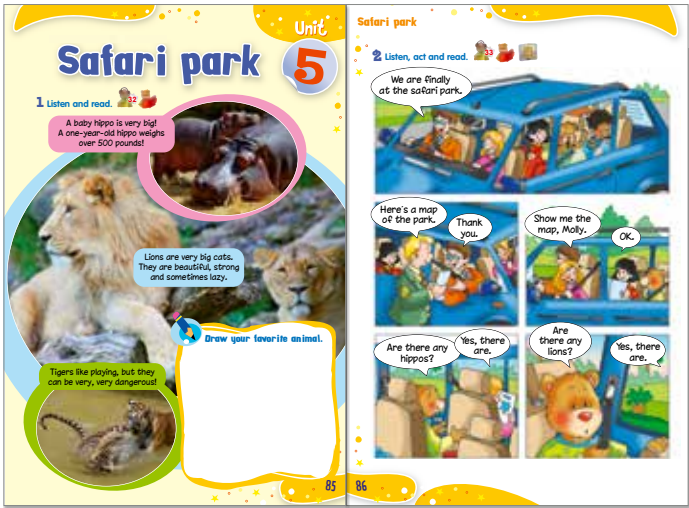 Unit
5
Safari park
1 Listen and read.
32
A baby hippo is very big!
A one-year-old hippo weighs
over 500 pounds!
Lions are very big cats.
They are beautiful, strong
and sometimes lazy.
Draw your favorite animal.
Tigers like playing, but they
can be very, very dangerous!
85
Safari park
2 Listen, act and read.
33
We are finally
at the safari park.
Here's a map
of the park.
Thank
you.
Show me the
map, Molly.
OK.
Are there any
hippos?
Yes, there
are.
Are
there any
lions?
Yes, there
are.
86